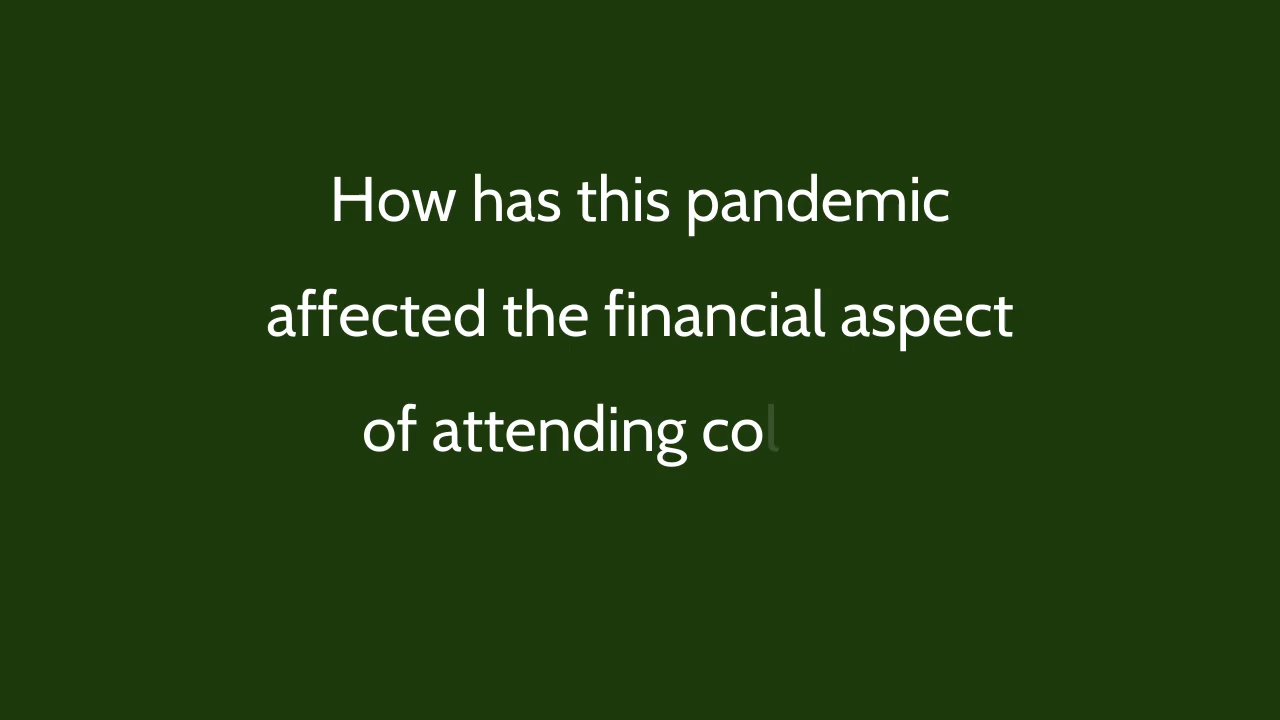 How has this pandemic
affected the financial aspect
of attending col